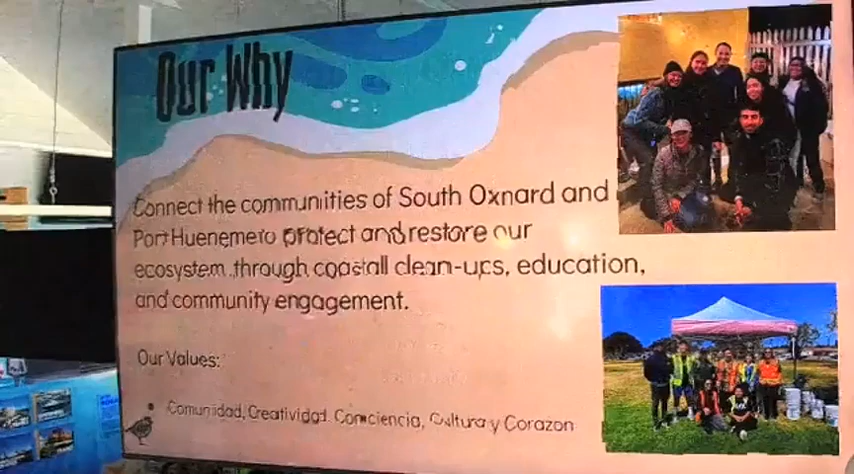 Our Why
Connect the communities of South Oxnard and
Port Hueneme to protect and restore our
ecosystem through coastal clean-ups, education,
and community engagement.
Our Values:
Comunidad, Creatividad, Conciencia, Cultura y Corazon